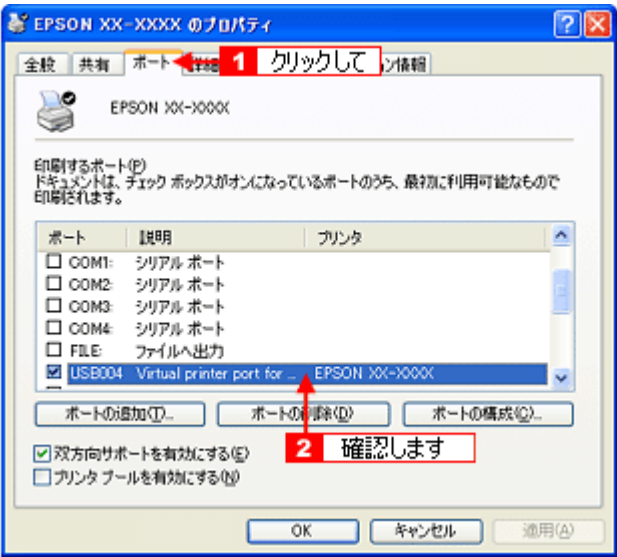 EPSON XX-XXXX のプロパティ
全般 共有 ポート 1 クリックして ン情報
EPSON XX-XXXX
印刷するポート(P)
ドキュメントは、チェック ボックスがオンになっているポートのうち、最初に利用可能なもので
印刷されます。
ポート 説明 プリンタ
COM1: シリアル ポート
COM2: シリアル ポート
COM3: シリアル ポート
COM4: シリアル ポート
FILE: ファイルへ出力
USB004 Virtual printer port for ... EPSON XX-XXXX
ポートの追加(T)... ポートの削除(D) ポートの構成(C)...
2 確認します
双方向サポートを有効にする(E)
プリンタ プールを有効にする(N)
OK キャンセル 適用(A)